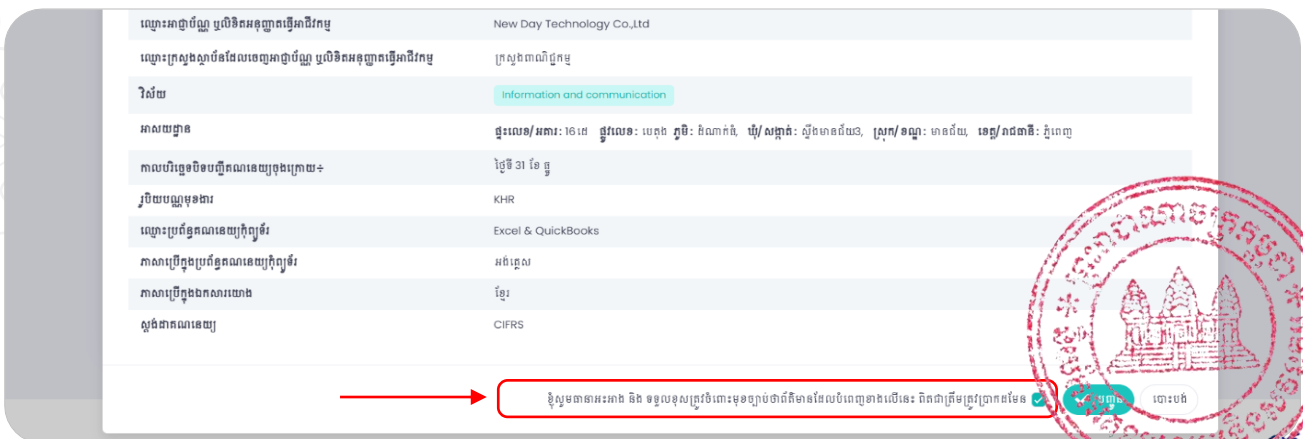 ឈ្មោះអាជ្ញាប័ណ្ណ ឬលិខិតអនុញ្ញាតធ្វើអាជីវកម្ម New Day Technology Co.,Ltd
ឈ្មោះក្រសួងស្ថាប័នដែលចេញអាជ្ញាប័ណ្ណ ឬលិខិតអនុញ្ញាតធ្វើអាជីវកម្ម ក្រសួងពាណិជ្ជកម្ម
វិស័យ Information and communication
អាសយដ្ឋាន ផ្ទះលេខ/អគារ: 16ដេ ផ្លូវលេខ: បេតុង ភូមិ: ដំណាក់ធំ, ឃុំ/សង្កាត់: ស្ទឹងមានជ័យ3, ស្រុក/ខណ្ឌ: មានជ័យ, ខេត្ត/រាជធានី: ភ្នំពេញ
កាលបរិច្ឆេទបិទបញ្ជីគណនេយ្យចុងក្រោយ÷ ថ្ងៃទី 31 ខែ ធ្នូ
រូបិយបណ្ណមុខងារ KHR
ឈ្មោះប្រព័ន្ធគណនេយ្យកុំព្យូទ័រ Excel & QuickBooks
ភាសាប្រើក្នុងប្រព័ន្ធគណនេយ្យកុំព្យូទ័រ អង់គ្លេស
ភាសាប្រើក្នុងឯកសារយោង ខ្មែរ
ស្តង់ដាគណនេយ្យ CIFRS
ខ្ញុំសូមធានាអះអាង និង ទទួលខុសត្រូវចំពោះមុខច្បាប់ថាព័ត៌មានដែលបំពេញខាងលើនេះ ពិតជាត្រឹមត្រូវប្រាកដមែន បោះបង់